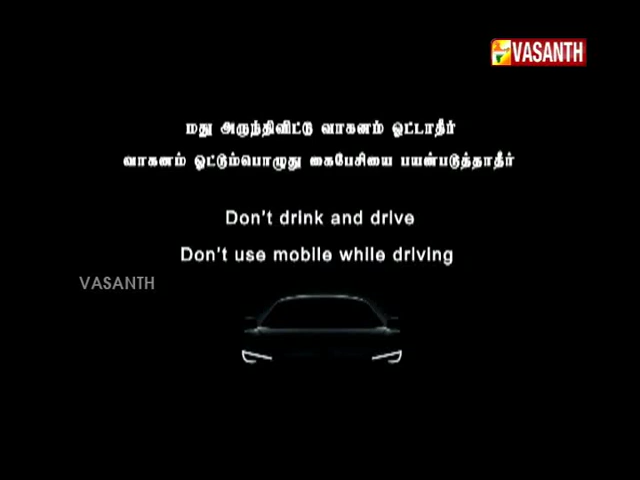 VASANTH
மது அருந்திவிட்டு வாகனம் ஓட்டாதீர்
வாகனம் ஓட்டும்பொழுது கைபேசியை பயன்படுத்தாதீர்
Don't drink and drive
Don't use mobile while driving
VASANTH